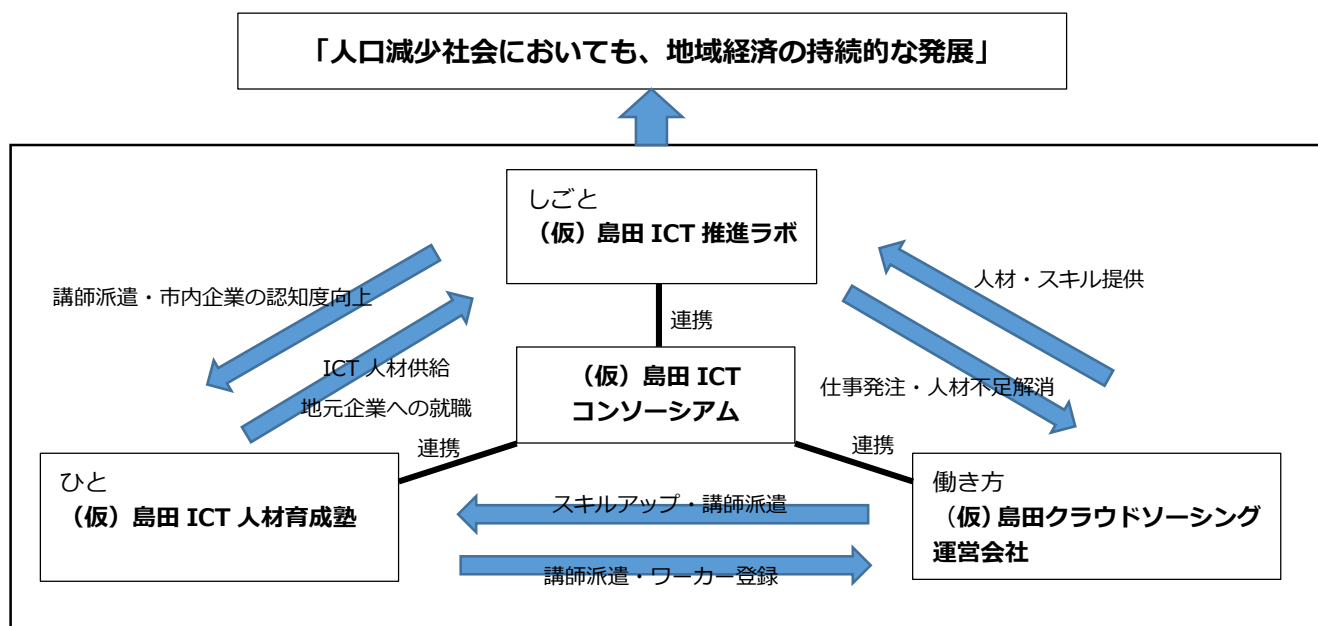 「人口減少社会においても、地域経済の持続的な発展」
しごと
（仮）島田 ICT 推進ラボ
講師派遣・市内企業の認知度向上
人材・スキル提供
連携
ICT 人材供給
地元企業への就職
（仮）島田 ICT
コンソーシアム
仕事発注・人材不足解消
連携
連携
ひと
（仮）島田 ICT 人材育成塾
スキルアップ・講師派遣
講師派遣・ワーカー登録
働き方
（仮）島田クラウドソーシング
運営会社